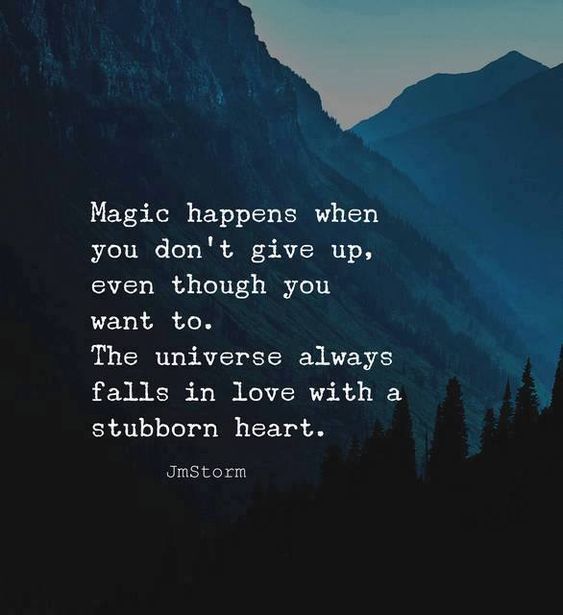 Magic happens when
you don't give up,
even though you
want to.
The universe always
falls in love with a
stubborn heart.
JmStorm